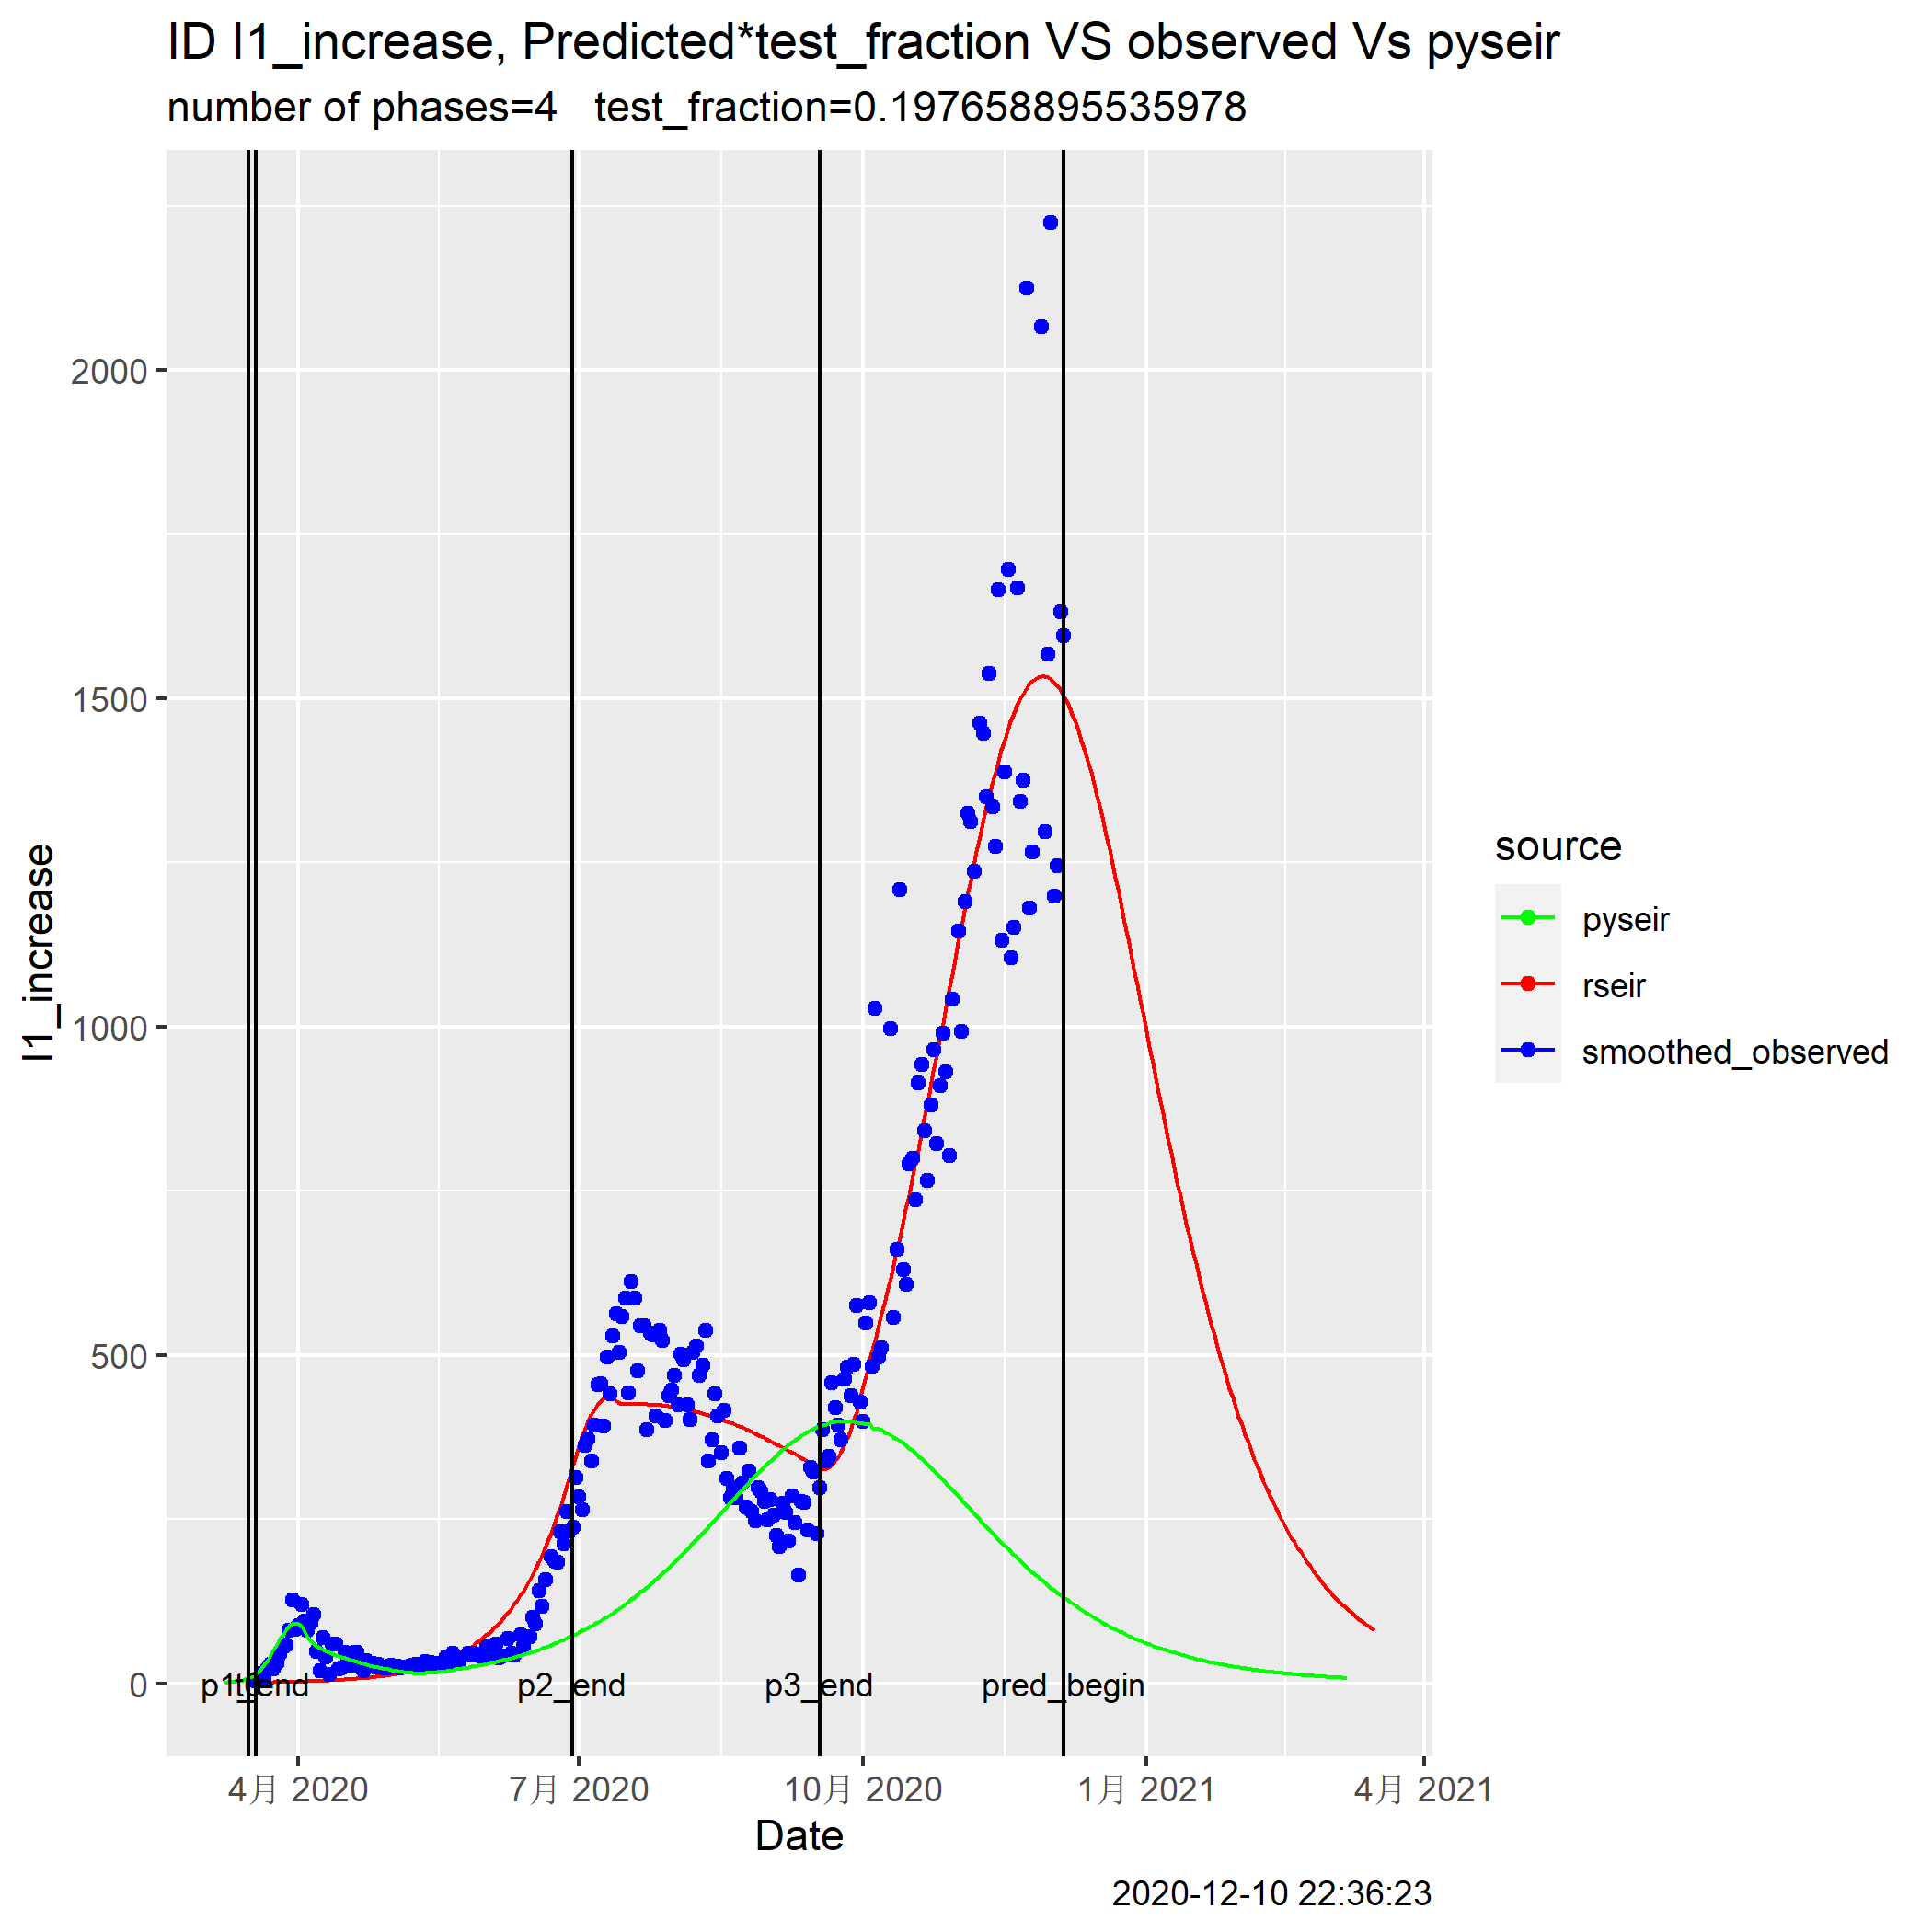 ID I1_increase, Predicted*test_fraction VS observed Vs pyseir
number of phases=4 test_fraction=0.197658895535978
I1_increase
2000
1500
1000
500
0
p2_end
p3_end
pred_begin
4月 2020
7月 2020
10月 2020
1月 2021
4月 2021
Date
source
pyseir
rseir
smoothed_observed
2020-12-10 22:36:23